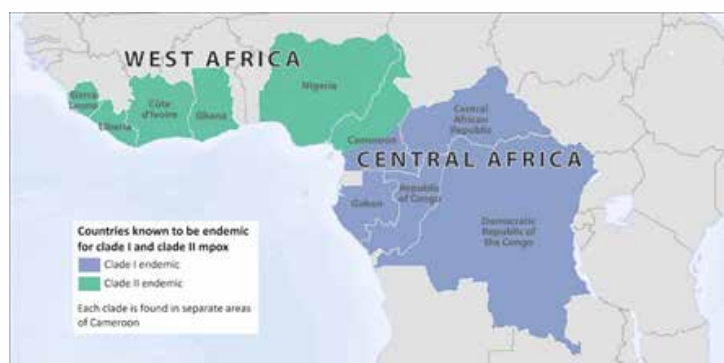 WEST AFRICA
Nigeria
Sierra
Leone
Côte
d'Ivoire
Ghana
Liberia
Central
African
Republic
Cameroon
CENTRAL AFRICA
Republic
of Congo
Gabon
Democratic
Republic of
the Congo
Countries known to be endemic
for clade I and clade II mpox
Clade I endemic
Clade II endemic
Each clade is found in separate areas
of Cameroon